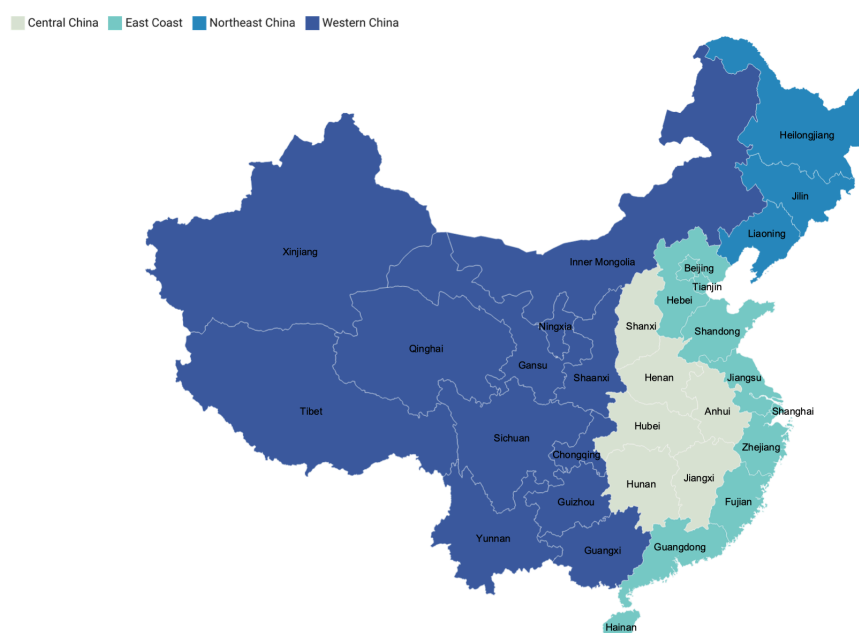 Central China East Coast Northeast China Western China
Heilongjiang
Jilin
Liaoning
Xinjiang
Inner Mongolia
Beijing
Tianjin
Hebei
Ningxia
Shanxi
Shandong
Qinghai
Gansu
Shaanxi
Henan
Jiangsu
Tibet
Anhui
Shanghai
Hubei
Sichuan
Zhejiang
Chongqing
Hunan
Jiangxi
Guizhou
Fujian
Yunnan
Guangxi
Guangdong
Hainan